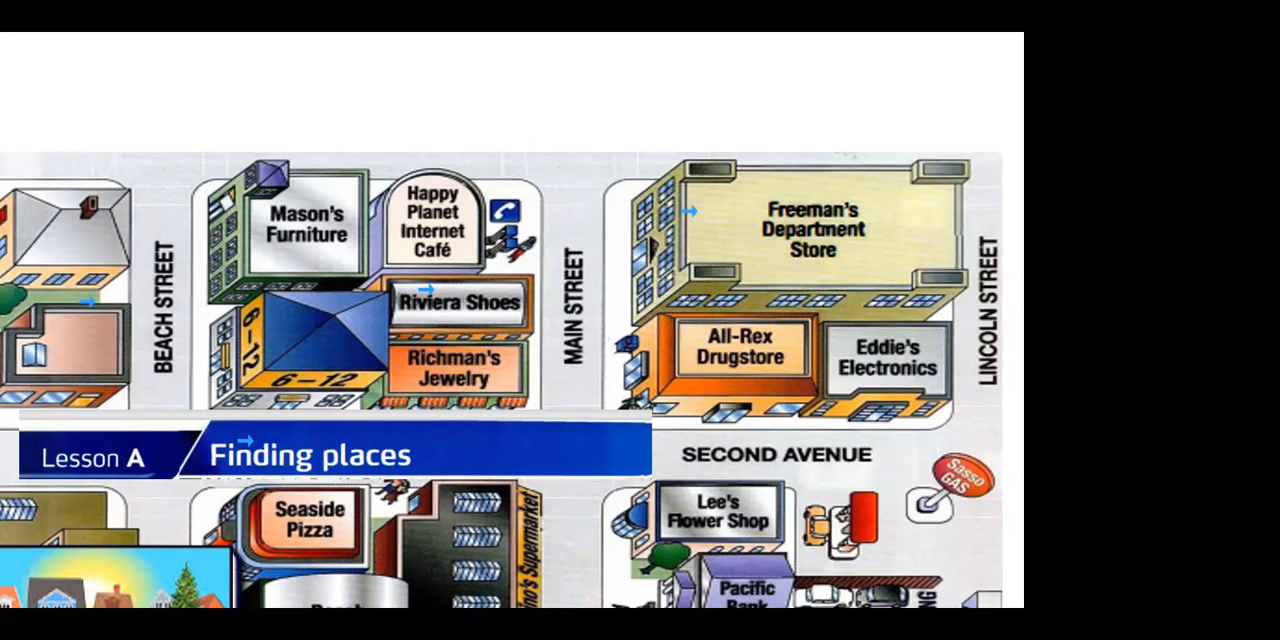 Mason's
Furniture
Happy
Planet
Internet
Café
Freeman's
Department
Store
BEACH STREET
MAIN STREET
LINCOLN STREET
Riviera Shoes
6-12
6-12
Richman's
Jewelry
All-Rex
Drugstore
Eddie's
Electronics
Lesson A
Finding places
SECOND AVENUE
Sasso
GAS
Seaside
Pizza
Supermarket
Lee's
Flower Shop
Pacific
Bank